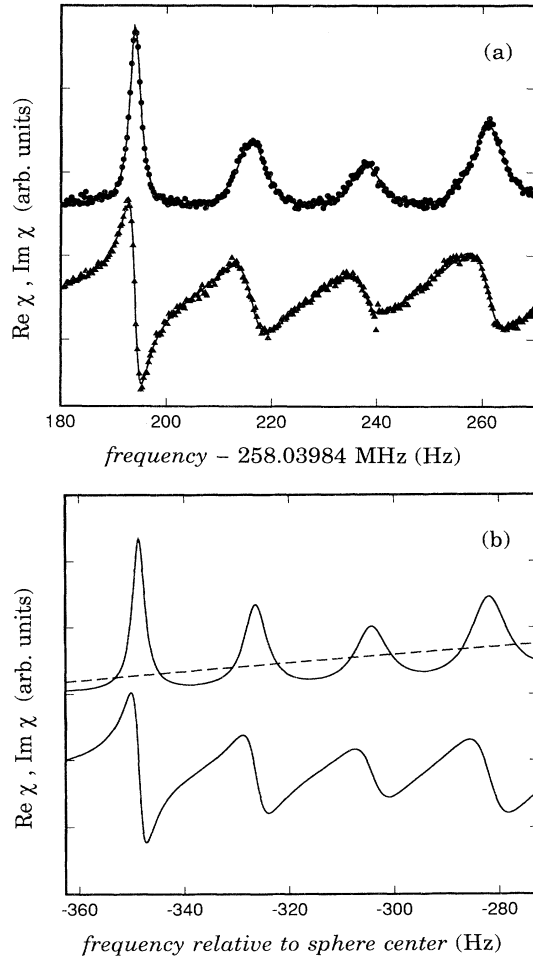 (a)
Re χ , Im χ (arb. units)
180 200 220 240 260
frequency – 258.03984 MHz (Hz)
(b)
Re χ , Im χ (arb. units)
-360 -340 -320 -300 -280
frequency relative to sphere center (Hz)